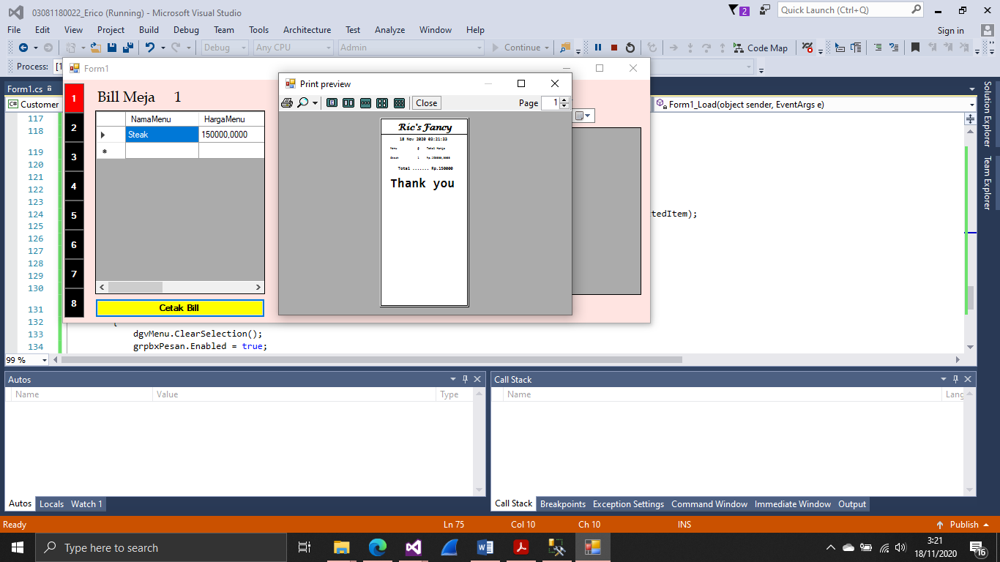 03081180022_Erico (Running) - Microsoft Visual Studio
2
Quick Launch (Ctrl+Q)
File Edit View Project Build Debug Team Tools Architecture Test Analyze Window Help
Sign in
Debug Any CPU Admin Continue Code Map
Process: [1
Form1
Form1.cs
C# Customer
Form1_Load(object sender, EventArgs e)
Solution Explorer
Team Explorer
117
118
119
120
121
122
123
124
125
126
127
128
129
130
131
132
133
134
1
2
3
4
5
6
7
8
Bill Meja 1
NamaMenu HargaMenu
Steak 150000,0000
*
Cetak Bill
Print preview
Close
Page 1
Ric's Fancy
18 Nov 2020 03:21:33
Menu @ Total Harga
Steak 1 Rp.150000,0000
Total ....... Rp.150000
Thank you
tedItem);
{
dgvMenu.ClearSelection();
grpbxPesan.Enabled = true;
99 %
Autos
Name Value Type
Autos Locals Watch 1
Call Stack
Name Lang
Call Stack Breakpoints Exception Settings Command Window Immediate Window Output
Ready Ln 75 Col 10 Ch 10 INS Publish
Type here to search
3:21
18/11/2020
16